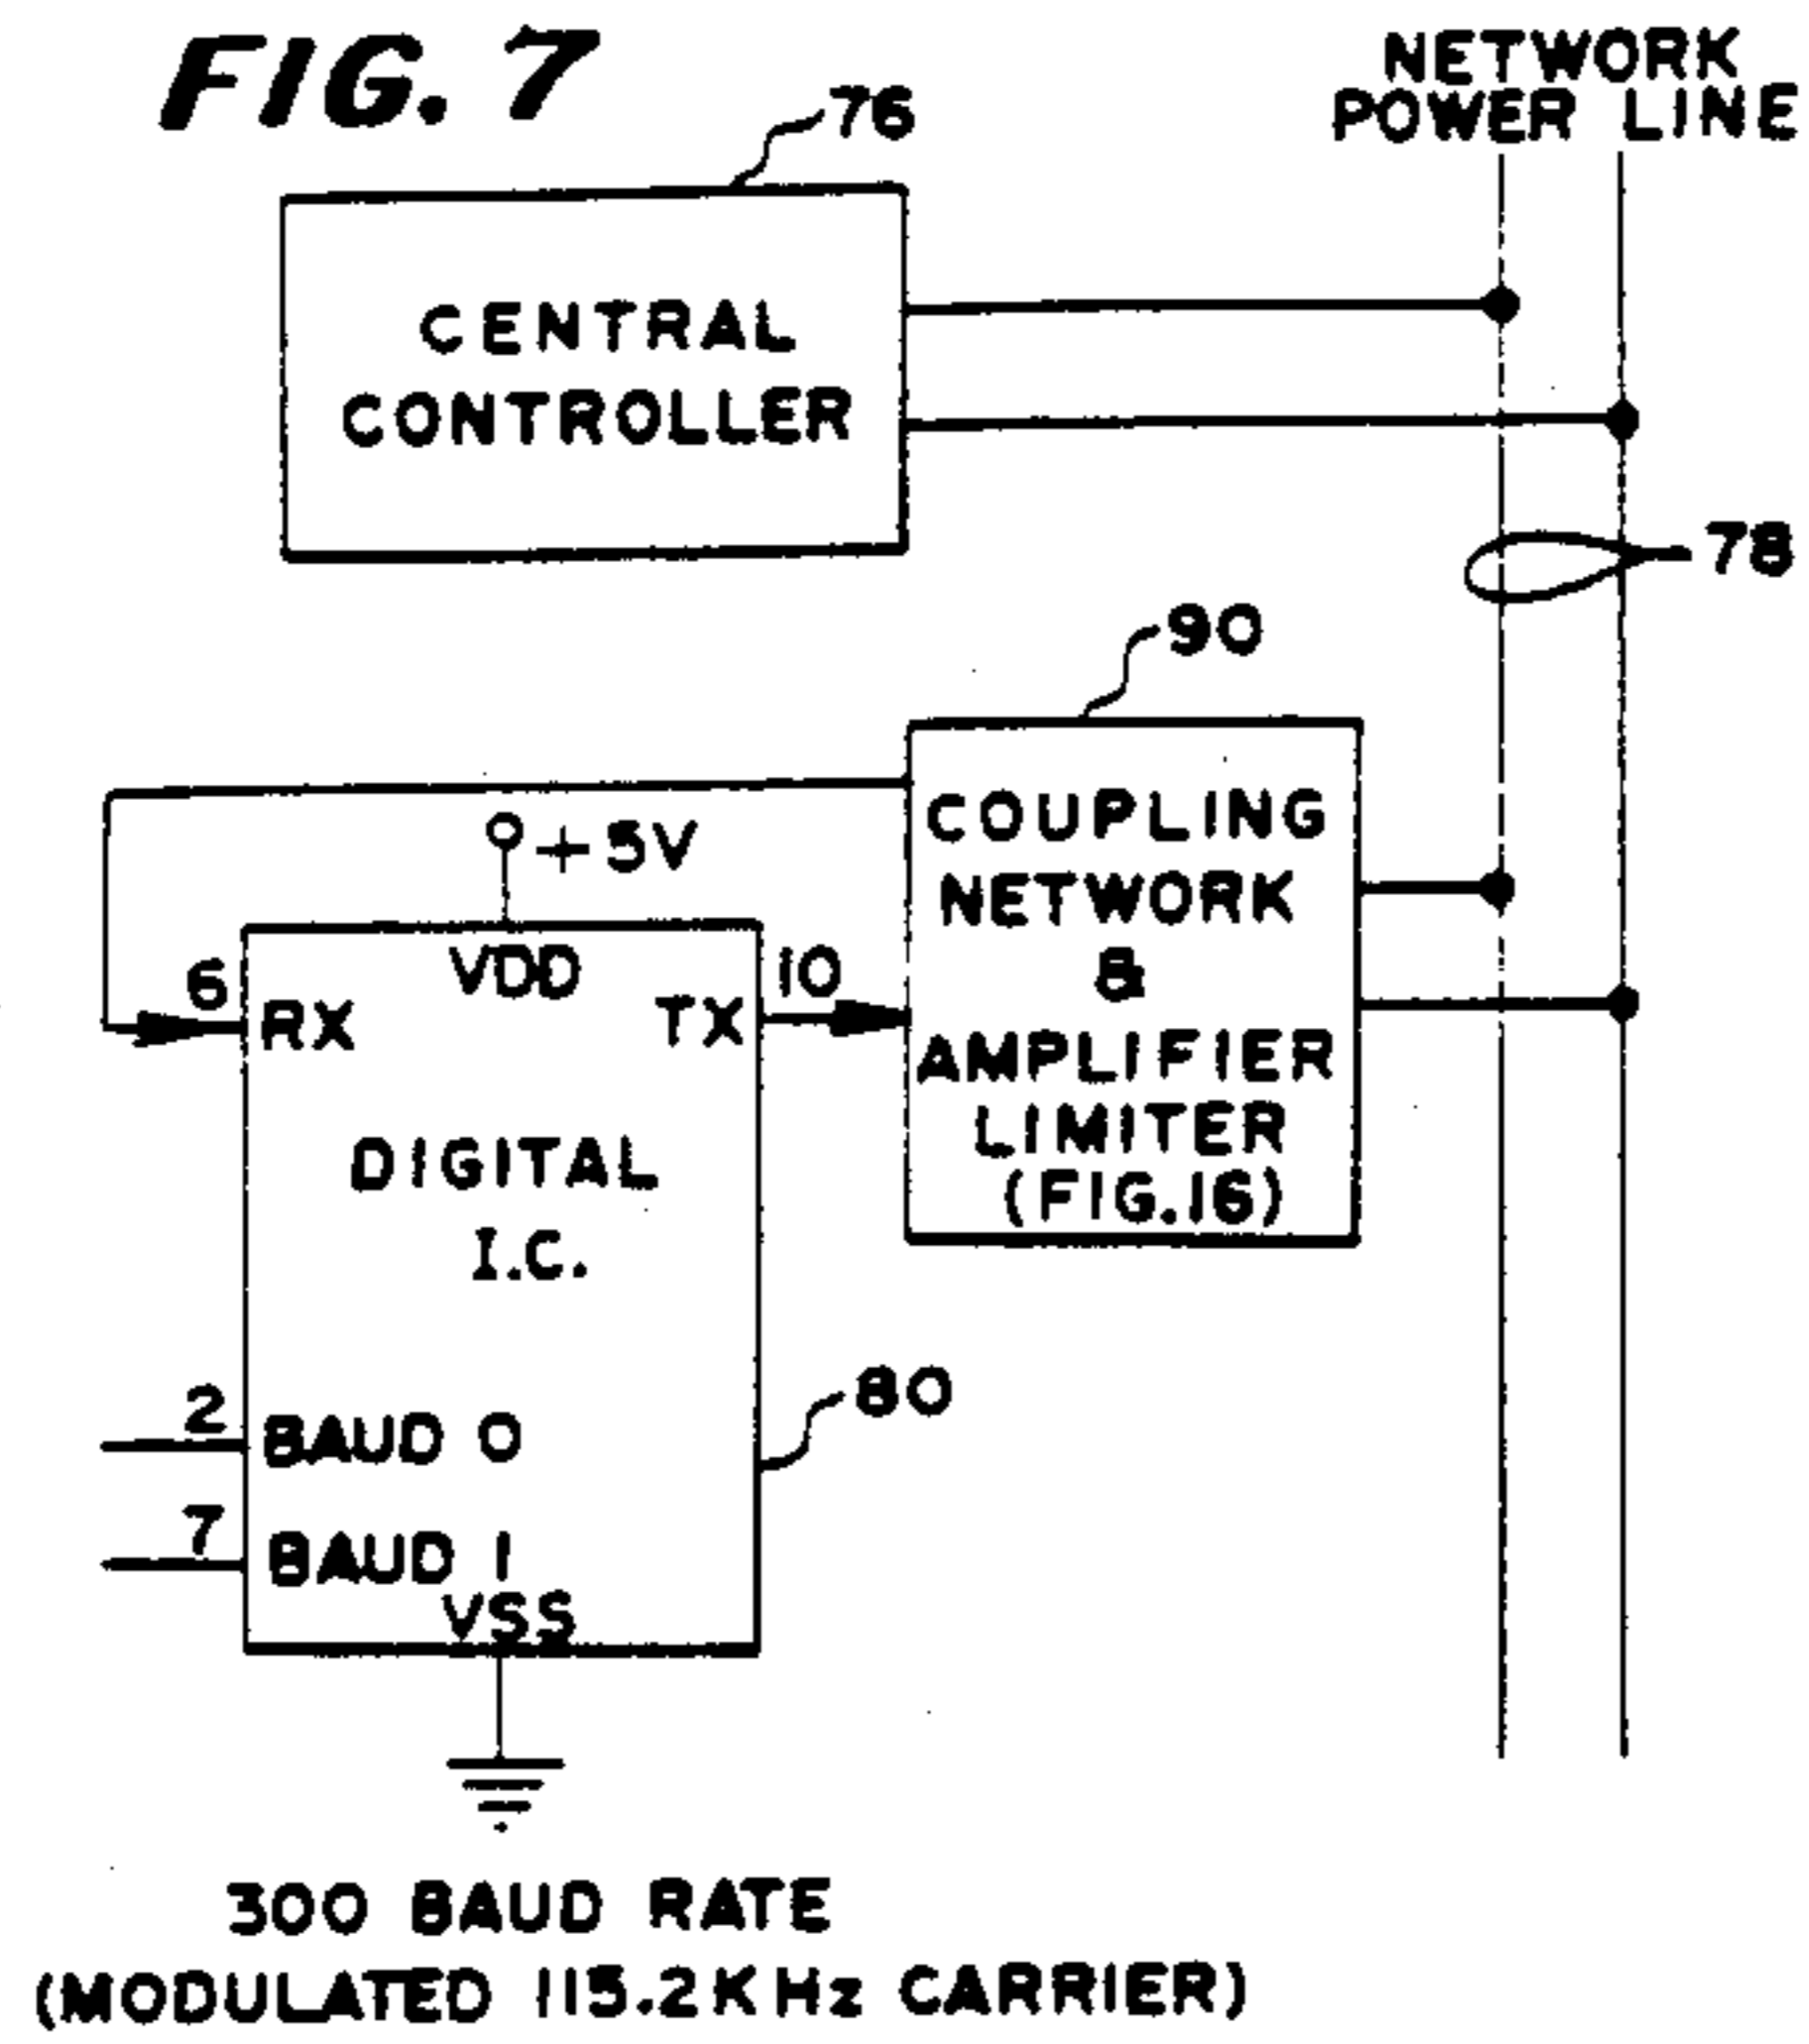 FIG. 7
NETWORK
POWER LINE
76
CENTRAL
CONTROLLER
78
90
COUPLING
NETWORK
&
AMPLIFIER
LIMITER
(FIG.16)
+5V
VDD
6
RX
TX
10
DIGITAL
I.C.
80
2
BAUD 0
7
BAUD 1
VSS
300 BAUD RATE
(MODULATED 115.2KHz CARRIER)